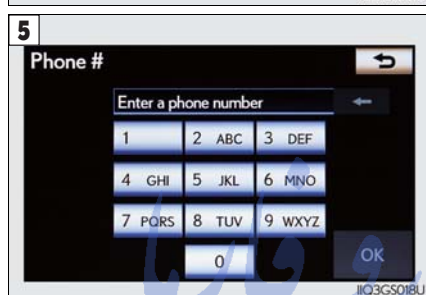 5
Phone #
Enter a phone number
1
2 ABC
3 DEF
4 GHI
5 JKL
6 MNO
7 PQRS
8 TUV
9 WXYZ
0
OK
IIO3GS018U